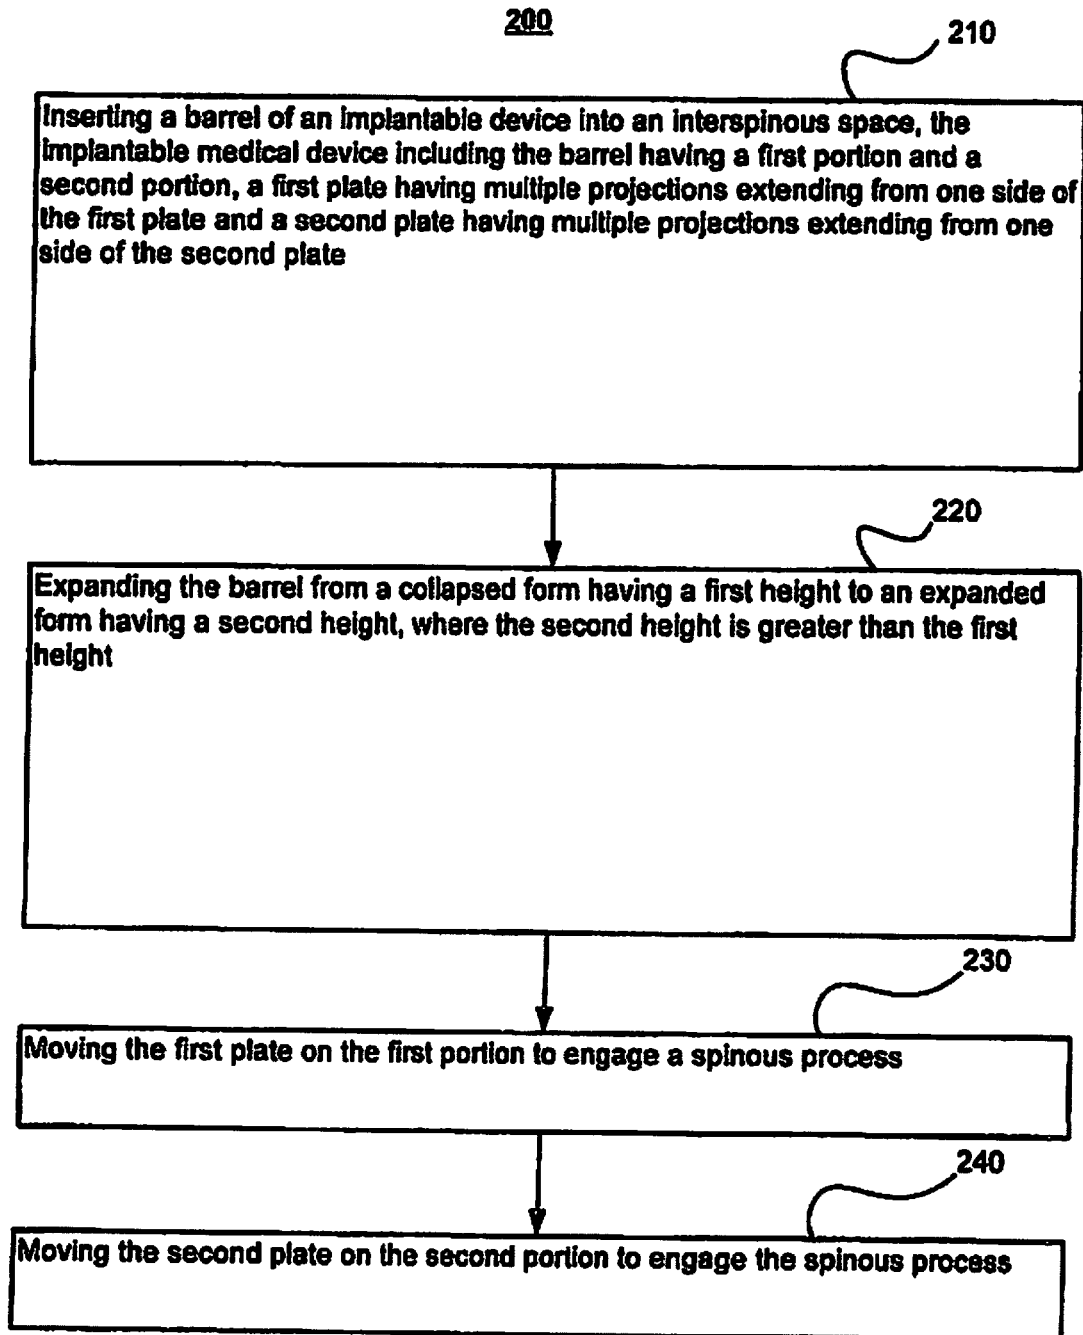 200
210
Inserting a barrel of an implantable device into an interspinous space, the
implantable medical device including the barrel having a first portion and a
second portion, a first plate having multiple projections extending from one side of
the first plate and a second plate having multiple projections extending from one
side of the second plate
220
Expanding the barrel from a collapsed form having a first height to an expanded
form having a second height, where the second height is greater than the first
height
230
Moving the first plate on the first portion to engage a spinous process
240
Moving the second plate on the second portion to engage the spinous process